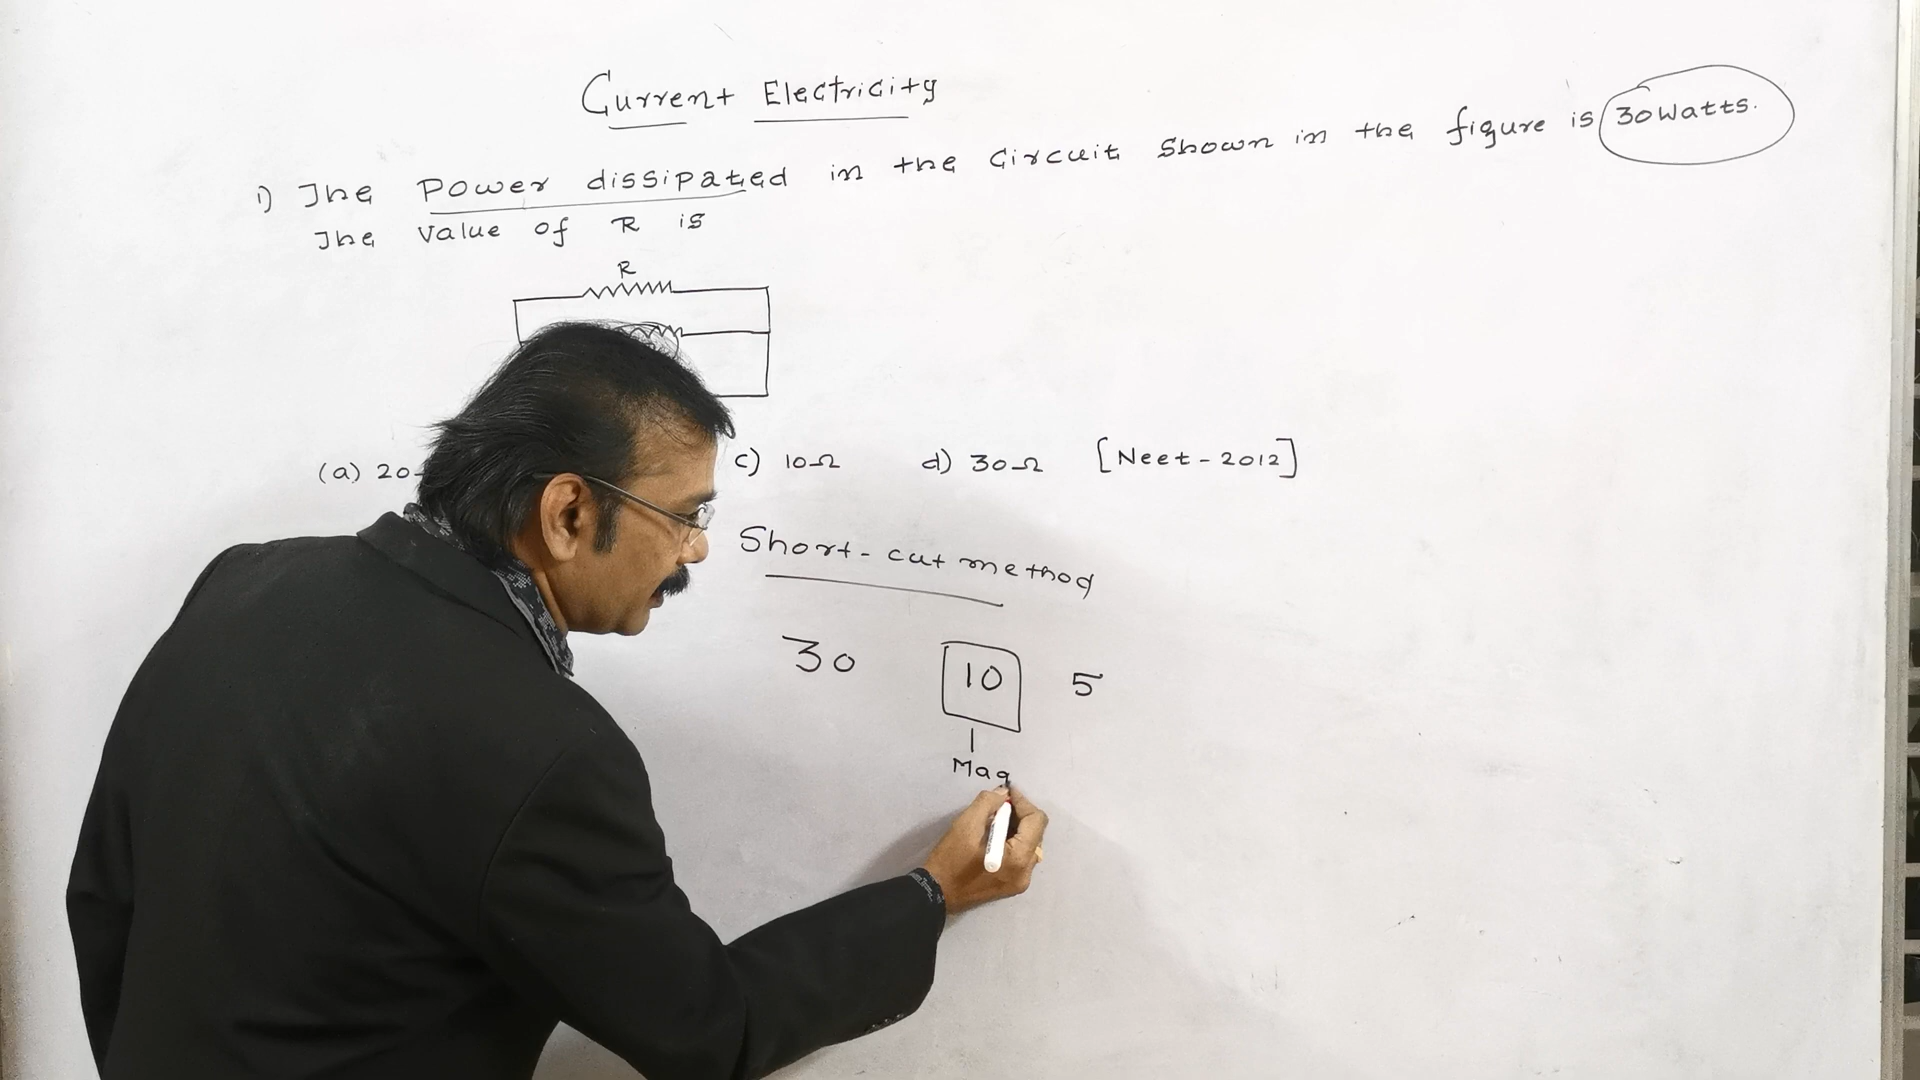 Current Electricity
1) The Power dissipated in the Circuit Shown in the figure is 30 Watts.
The Value of R is
R
(a) 20 c) 10Ω d) 30Ω [Neet-2012]
Short-cut method
30 10 5
Mag